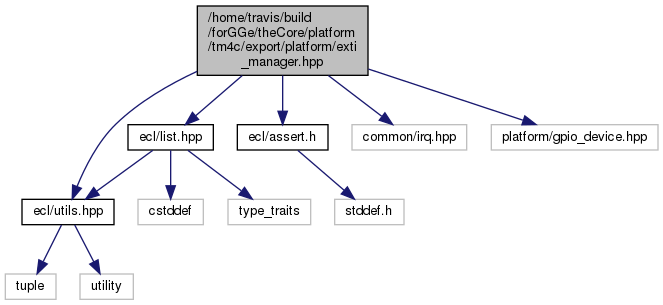 /home/travis/build
/forGGe/theCore/platform
/tm4c/export/platform/exti
_manager.hpp
ecl/list.hpp
ecl/assert.h
common/irq.hpp
platform/gpio_device.hpp
ecl/utils.hpp
cstddef
type_traits
stddef.h
tuple
utility